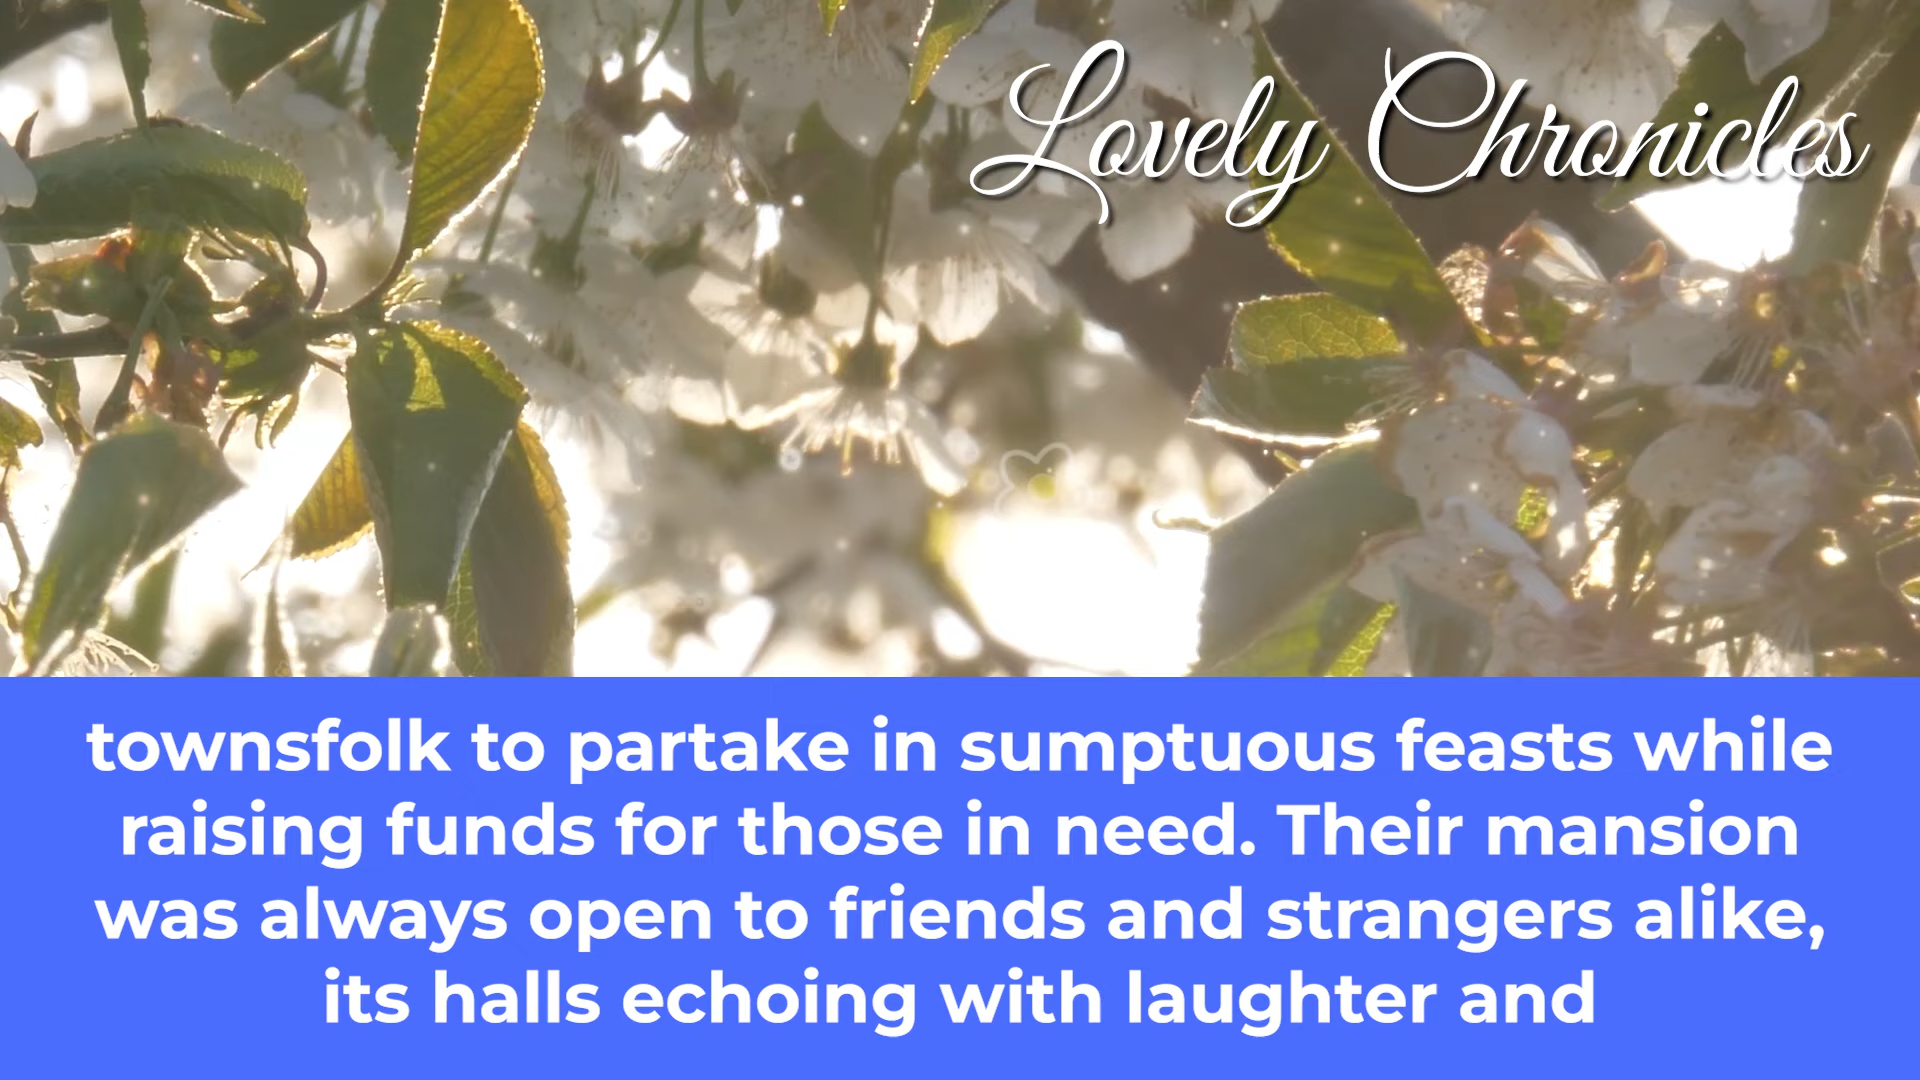 Lovely Chronicles
townsfolk to partake in sumptuous feasts while
raising funds for those in need. Their mansion
was always open to friends and strangers alike,
its halls echoing with laughter and